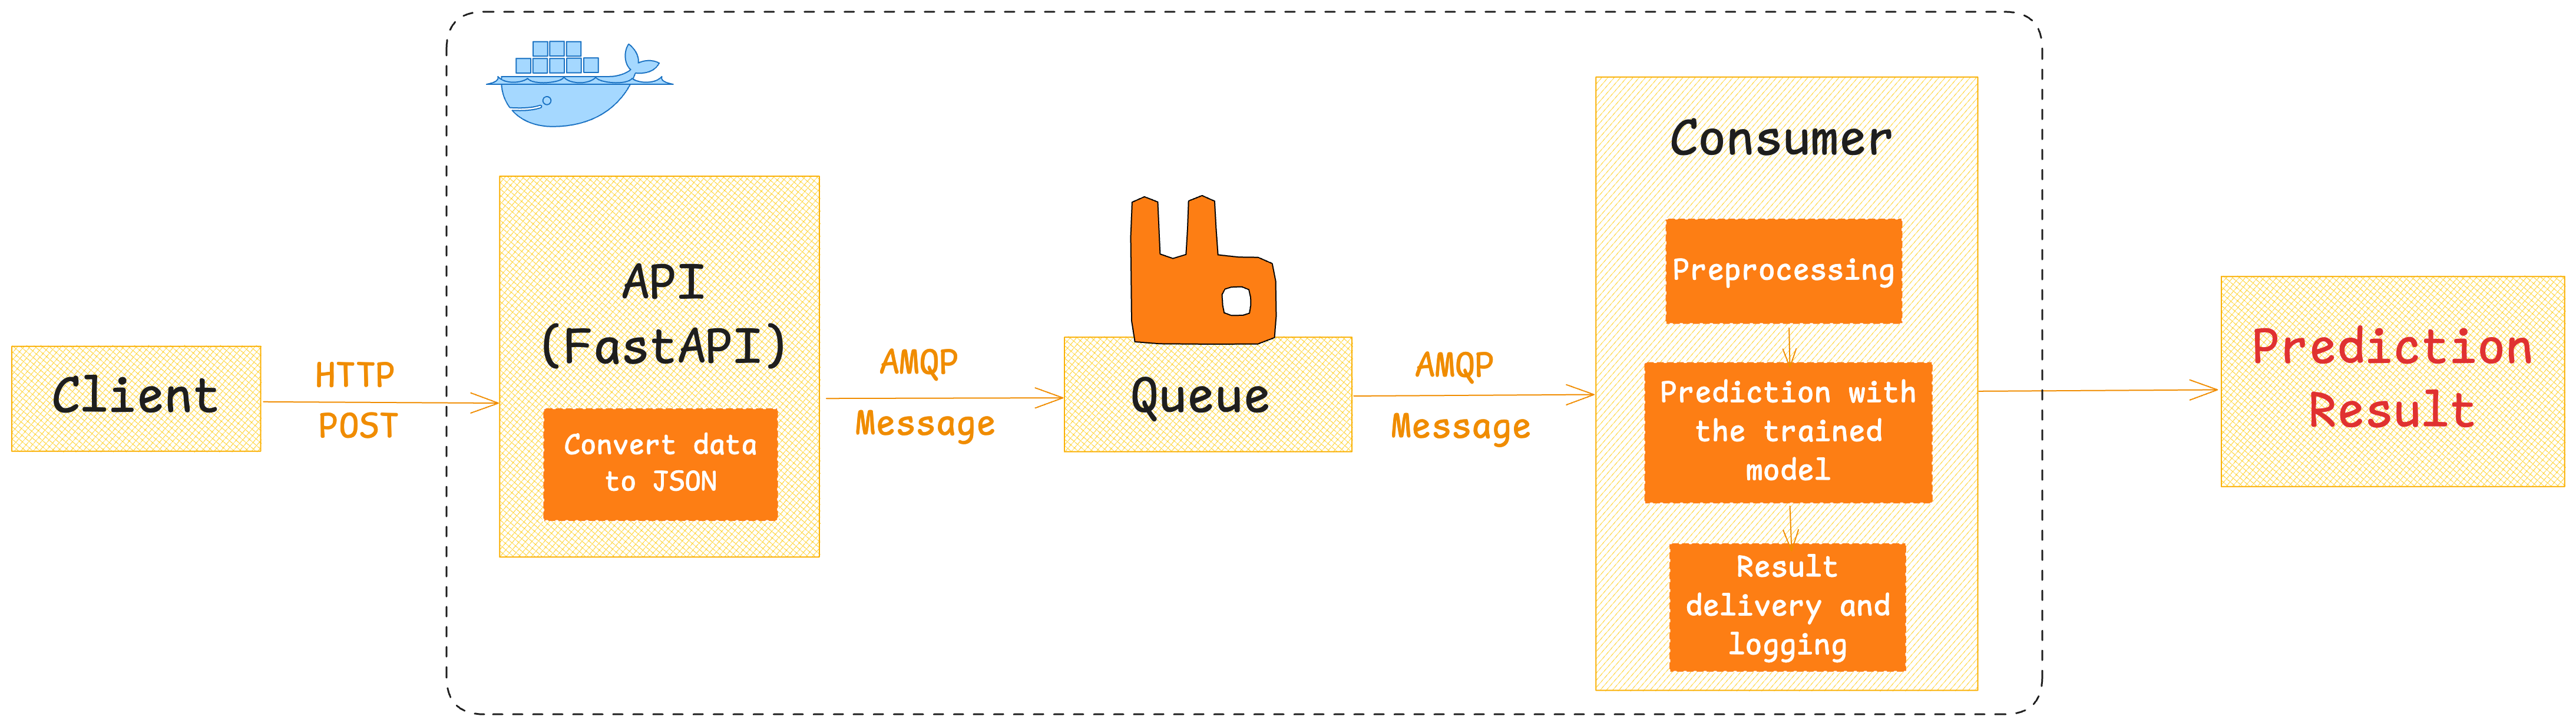 Client
HTTP
POST
API
(FastAPI)
Convert data
to JSON
AMQP
Message
Queue
AMQP
Message
Consumer
Preprocessing
Prediction with
the trained
model
Result
delivery and
logging
Prediction
Result